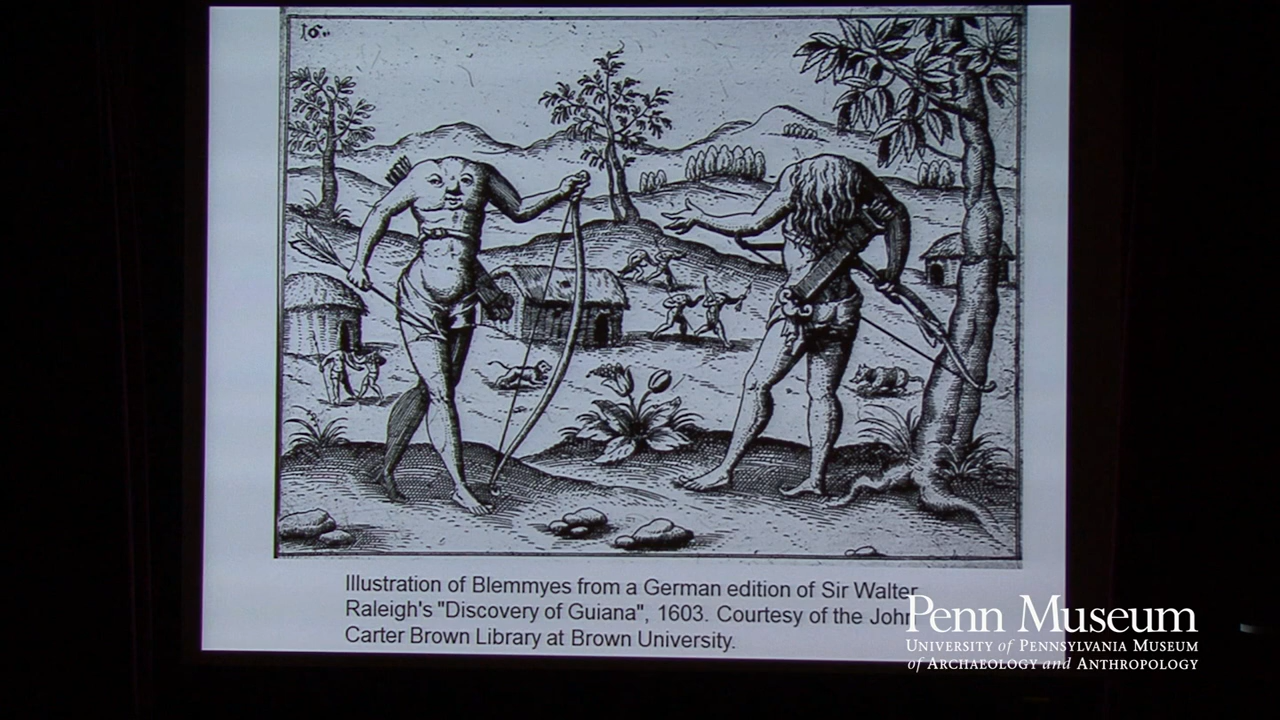 16.
Illustration of Blemmyes from a German edition of Sir Walter
Raleigh's "Discovery of Guiana", 1603. Courtesy of the John
Carter Brown Library at Brown University.
Penn Museum
UNIVERSITY of PENNSYLVANIA MUSEUM
of ARCHAEOLOGY and ANTHROPOLOGY